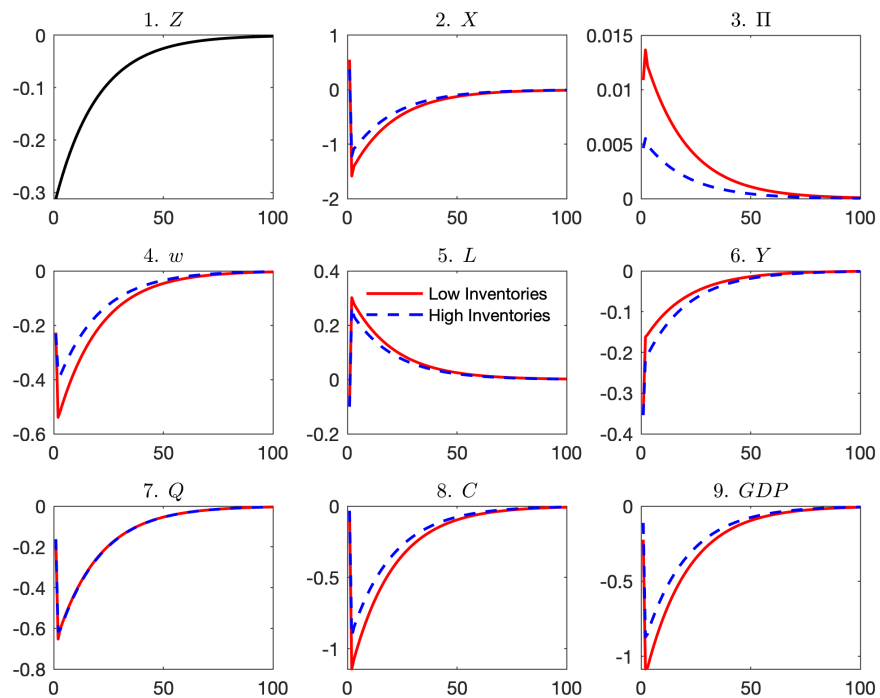 1. Z
2. X
3. Π
0
-0.1
-0.2
-0.3
0 50 100
1
0
-1
-2
0 50 100
0.015
0.01
0.005
0
0 50 100
4. w
5. L
6. Y
0
-0.2
-0.4
-0.6
0 50 100
0.4
0.2
0
-0.2
0 50 100
Low Inventories
High Inventories
0
-0.1
-0.2
-0.3
-0.4
0 50 100
7. Q
8. C
9. GDP
0
-0.2
-0.4
-0.6
-0.8
0 50 100
0
-0.5
-1
0 50 100
0
-0.5
-1
0 50 100